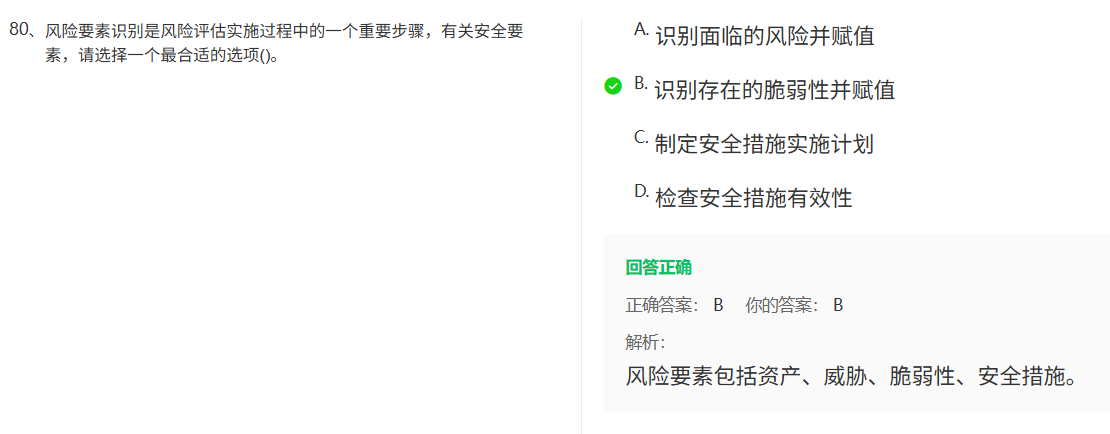 80、风险要素识别是风险评估实施过程中的一个重要步骤，有关安全要
素，请选择一个最合适的选项()。
A. 识别面临的风险并赋值
B. 识别存在的脆弱性并赋值
C. 制定安全措施实施计划
D. 检查安全措施有效性
回答正确
正确答案： B 你的答案： B
解析：
风险要素包括资产、威胁、脆弱性、安全措施。